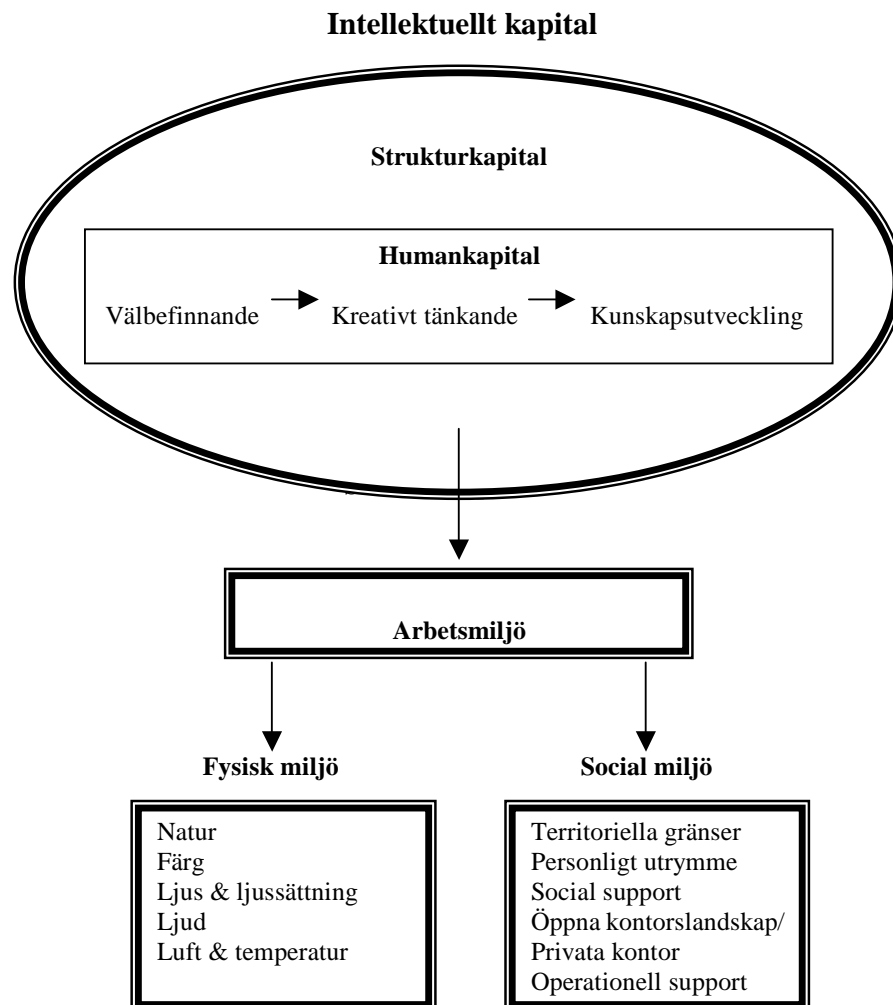 Intellektuellt kapital
Strukturkapital
Humankapital
Välbefinnande
Kreativt tänkande
Kunskapsutveckling
Arbetsmiljö
Fysisk miljö
Natur
Färg
Ljus & ljussättning
Ljud
Luft & temperatur
Social miljö
Territoriella gränser
Personligt utrymme
Social support
Öppna kontorslandskap/
Privata kontor
Operationell support